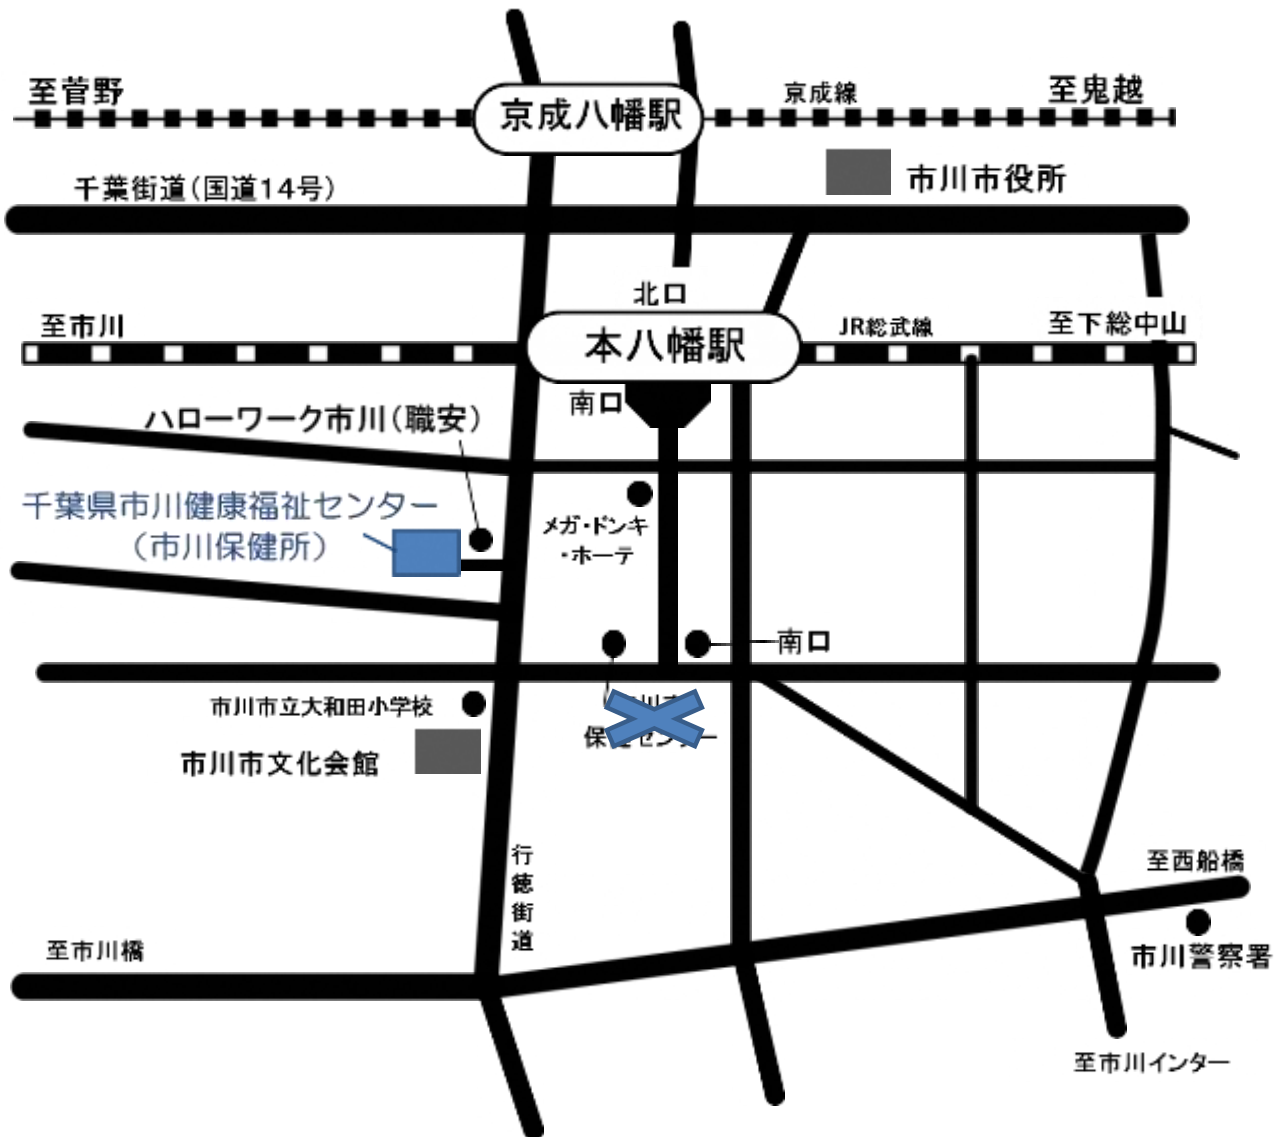 至菅野
京成八幡駅
京成線
至鬼越
千葉街道(国道14号)
市川市役所
北口
至市川
本八幡駅
JR総武線
至下総中山
南口
ハローワーク市川(職安)
千葉県市川健康福祉センター
(市川保健所)
メガ・ドンキ
・ホーテ
南口
市川市立大和田小学校
市川市文化会館
行徳街道
至西船橋
市川警察署
至市川橋
至市川インター